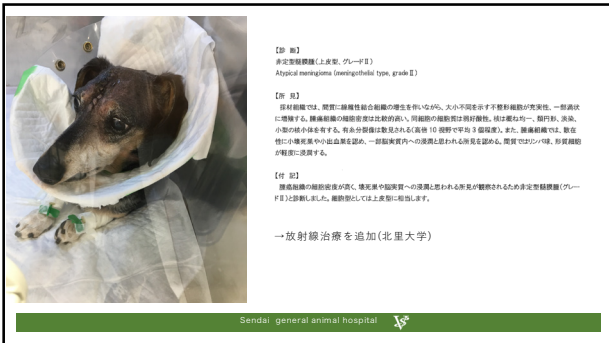 【診 断】
非定型髄膜腫（上皮型、グレードⅡ）
Atypical meningioma (meningothelial type, grade Ⅱ)
【所 見】
採材組織では、間質に線維性結合組織の増生を伴いながら、大小不同を示す不整形細胞が充実性、一部渦状
に増殖する。腫瘍組織の細胞密度は比較的高い。同細胞の細胞質は弱好酸性。核は概ね均一、類円形、淡染、
小型の核小体を有する。有糸分裂像は散見される（高倍 10 視野で平均 3 個程度）。また、腫瘍組織では、散在
性に小壊死巣や小出血巣を認め、一部脳実質内への浸潤と思われる所見を認める。間質ではリンパ球、形質細胞
が軽度に浸潤する。
【付 記】
腫瘍組織の細胞密度が高く、壊死巣や脳実質への浸潤と思われる所見が観察されるため非定型髄膜腫（グレー
ドⅡ）と診断しました。細胞型としては上皮型に相当します。
→放射線治療を追加(北里大学)
Sendai general animal hospital